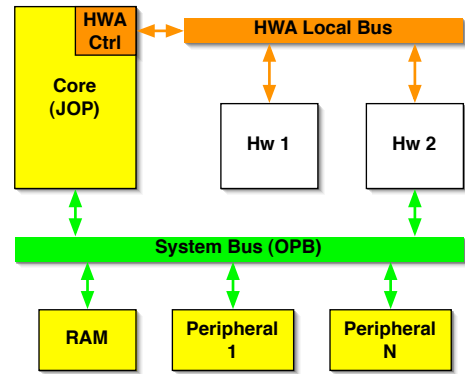 HWA
Ctrl
HWA Local Bus
Core
(JOP)
Hw 1
Hw 2
System Bus (OPB)
RAM
Peripheral
1
Peripheral
N